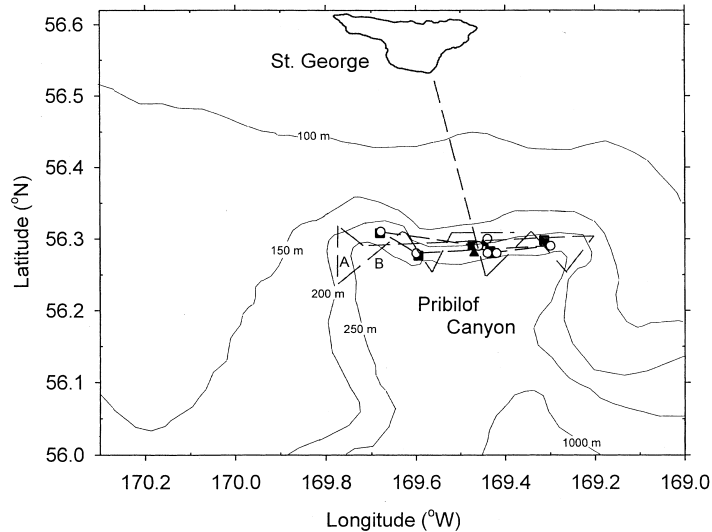 56.6
St. George
56.5
100 m
56.4
56.3
150 m
A
B
200 m
56.2
Pribilof
Canyon
250 m
56.1
1000 m
56.0
170.2
170.0
169.8
169.6
169.4
169.2
169.0
Latitude (°N)
Longitude (°W)